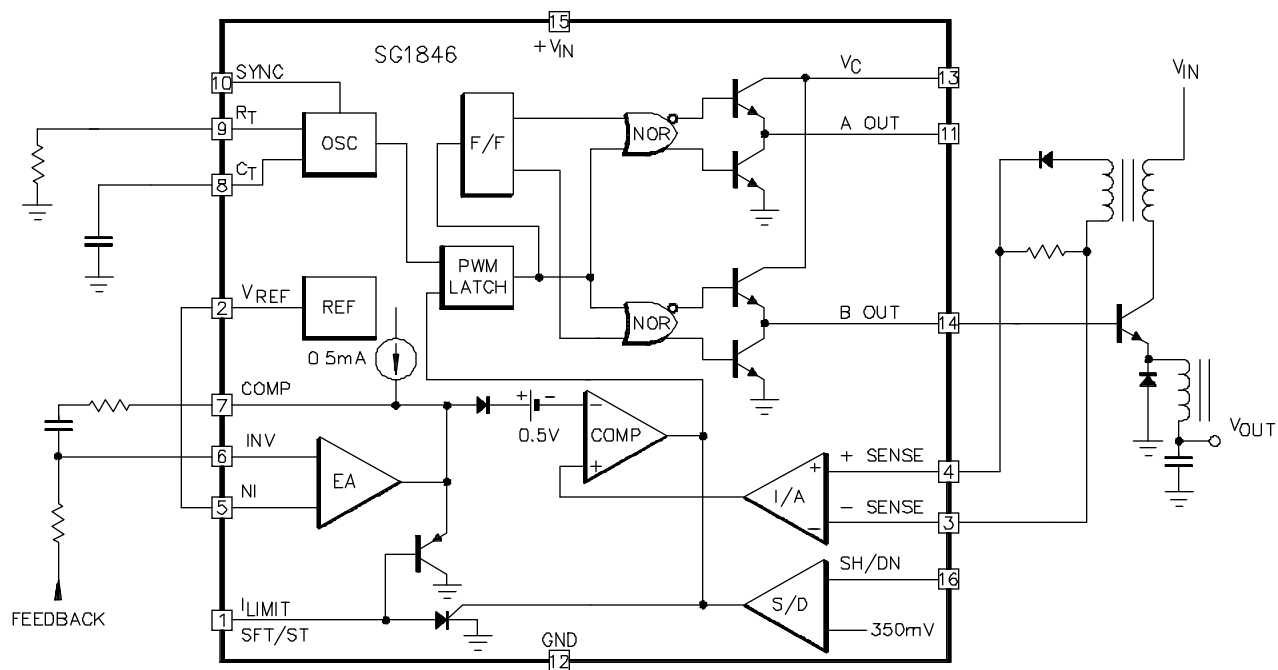 15
+VIN
SG1846
10 SYNC
VC 13
VIN
RT
9
OSC
F/F
NOR
A OUT 11
CT
8
PWM
LATCH
VREF
2
REF
NOR
B OUT 14
0.5mA
COMP
7
+ -
0.5V
-
COMP
+
VOUT
INV
6
EA
NI
5
+ SENSE
4
+
I/A
-
- SENSE
3
SH/DN
16
S/D
350mV
FEEDBACK
1
ILIMIT
SFT/ST
GND
12